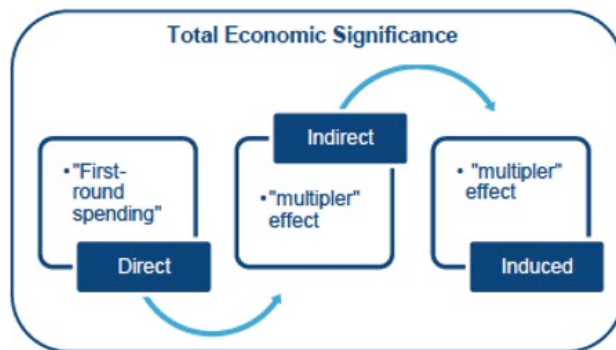 Total Economic Significance
•"First-
round
spending"
Direct
Indirect
•"multipler"
effect
• "multipler"
effect
Induced